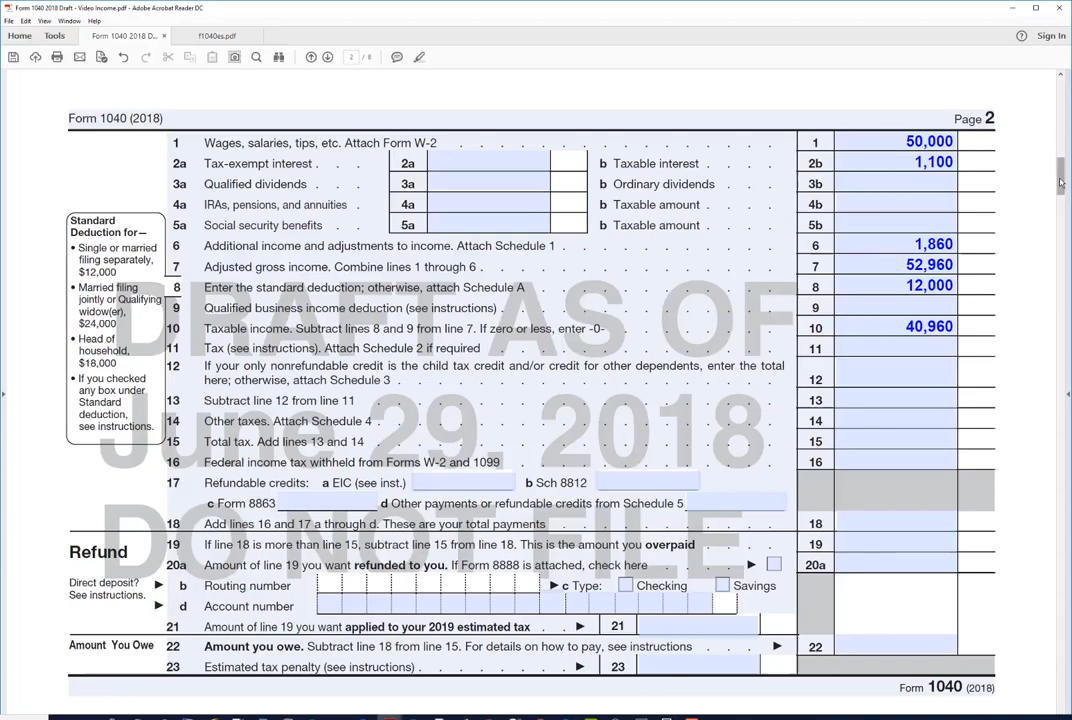 Form 1040 2018 Draft - Video Income.pdf - Adobe Acrobat Reader DC
File Edit View Window Help
Home Tools Form 1040 2018 D... × f1040es.pdf Sign In
2 / 8
Form 1040 (2018) Page 2
1 Wages, salaries, tips, etc. Attach Form W-2 . . . 1 50,000
2a Tax-exempt interest . . . 2a b Taxable interest . . . 2b 1,100
3a Qualified dividends . . . 3a b Ordinary dividends . . . 3b
4a IRAs, pensions, and annuities . 4a b Taxable amount . . . 4b
5a Social security benefits . . 5a b Taxable amount . . . 5b
6 Additional income and adjustments to income. Attach Schedule 1 . . . 6 1,860
7 Adjusted gross income. Combine lines 1 through 6 . . . 7 52,960
8 Enter the standard deduction; otherwise, attach Schedule A . . . 8 12,000
9 Qualified business income deduction (see instructions) . . . 9
10 Taxable income. Subtract lines 8 and 9 from line 7. If zero or less, enter -0- . . . 10 40,960
11 Tax (see instructions). Attach Schedule 2 if required . . . 11
12 If your only nonrefundable credit is the child tax credit and/or credit for other dependents, enter the total
here; otherwise, attach Schedule 3 . . . 12
13 Subtract line 12 from line 11 . . . 13
14 Other taxes. Attach Schedule 4 . . . 14
15 Total tax. Add lines 13 and 14 . . . 15
16 Federal income tax withheld from Forms W-2 and 1099 . . . 16
17 Refundable credits: a EIC (see inst.) b Sch 8812
c Form 8863 d Other payments or refundable credits from Schedule 5
18 Add lines 16 and 17 a through d. These are your total payments . . . 18
Standard
Deduction for—
• Single or married
filing separately,
$12,000
• Married filing
jointly or Qualifying
widow(er),
$24,000
• Head of
household,
$18,000
• If you checked
any box under
Standard
deduction,
see instructions.
Refund
19 If line 18 is more than line 15, subtract line 15 from line 18. This is the amount you overpaid . . . 19
20a Amount of line 19 you want refunded to you. If Form 8888 is attached, check here . . . 20a
Direct deposit?
See instructions.
b Routing number c Type: Checking Savings
d Account number
21 Amount of line 19 you want applied to your 2019 estimated tax . . 21
Amount You Owe 22 Amount you owe. Subtract line 18 from line 15. For details on how to pay, see instructions . . . 22
23 Estimated tax penalty (see instructions) . . . 23
Form 1040 (2018)
DRAFT AS OF
June 29, 2018
DO NOT FILE